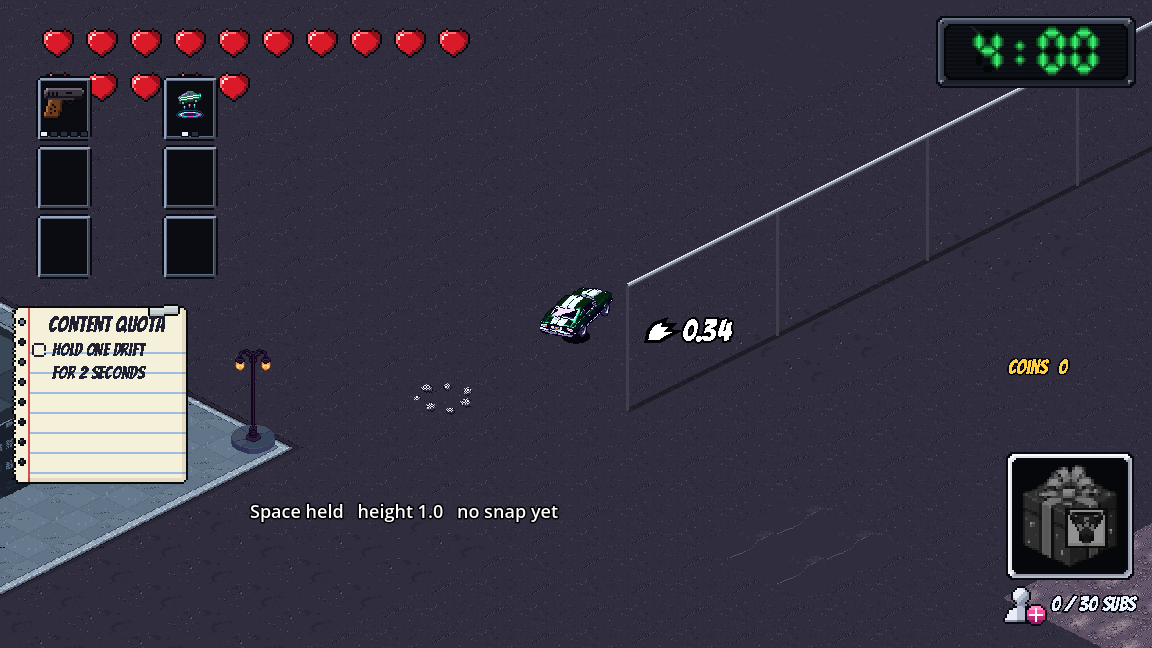 4:00
CONTENT QUOTA
HOLD ONE DRIFT
FOR 2 SECONDS
0.34
COINS 0
Space held height 1.0 no snap yet
0 / 30 SUBS